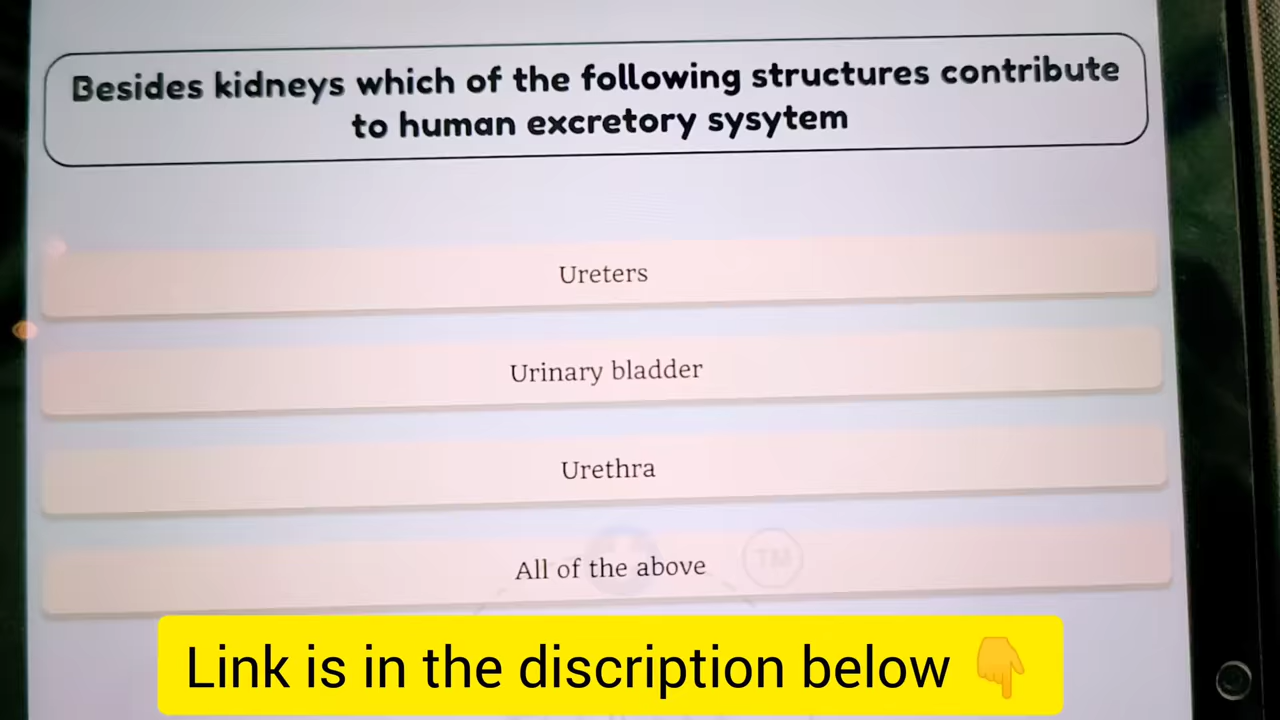 Besides kidneys which of the following structures contribute
to human excretory sysytem
Ureters
Urinary bladder
Urethra
All of the above
TM
Link is in the discription below 👇